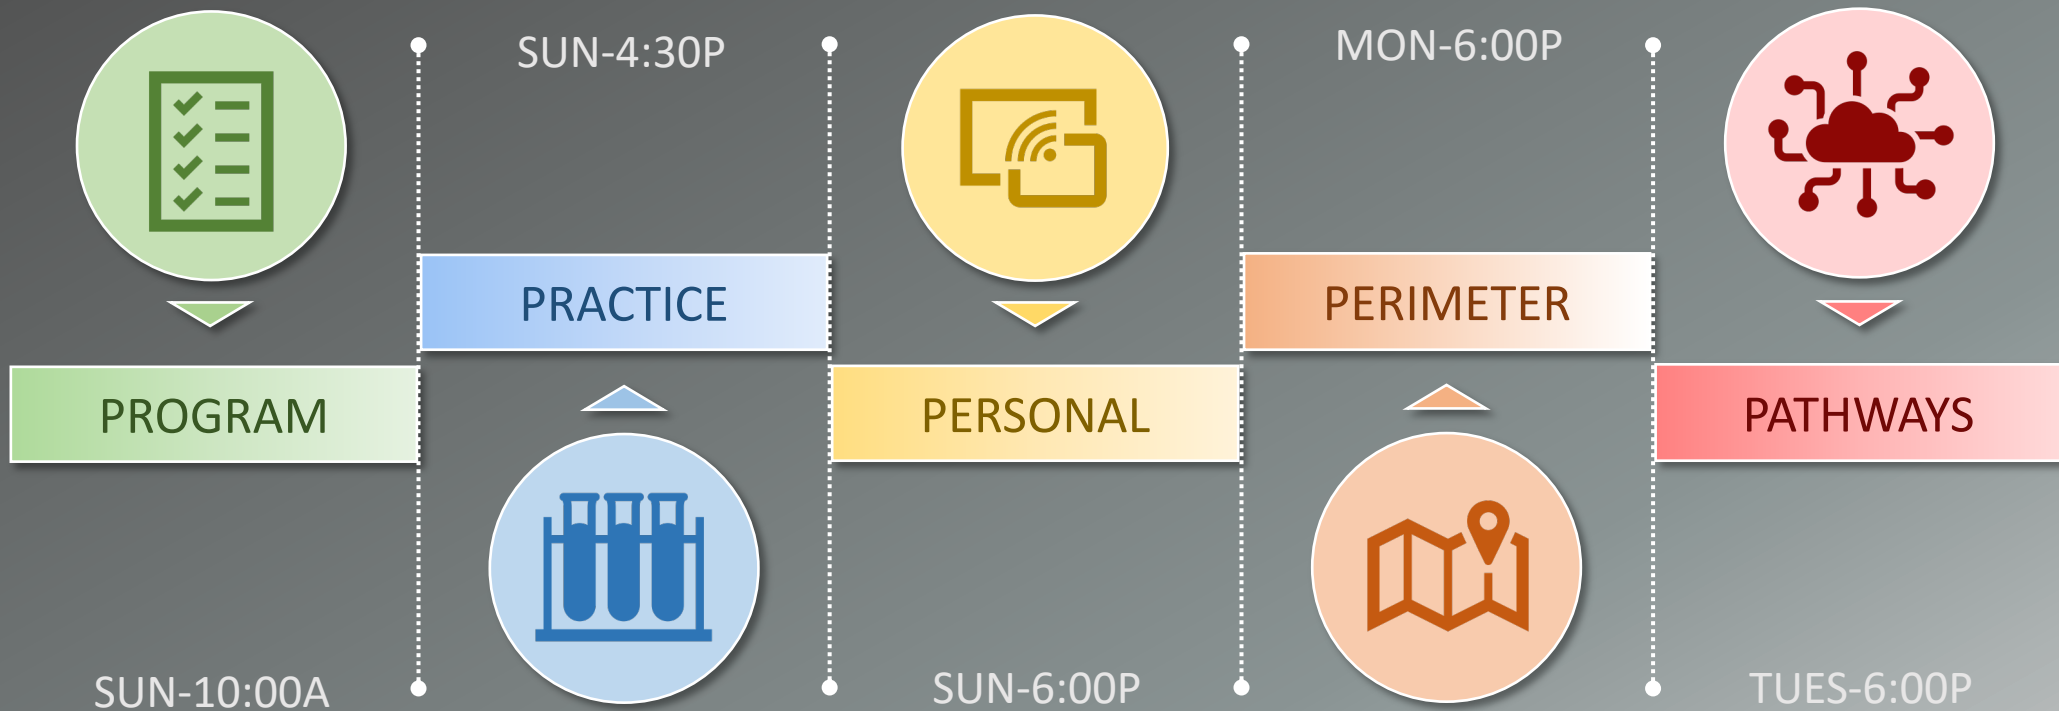 SUN-4:30P
MON-6:00P
PRACTICE
PERIMETER
PROGRAM
PERSONAL
PATHWAYS
SUN-10:00A
SUN-6:00P
TUES-6:00P